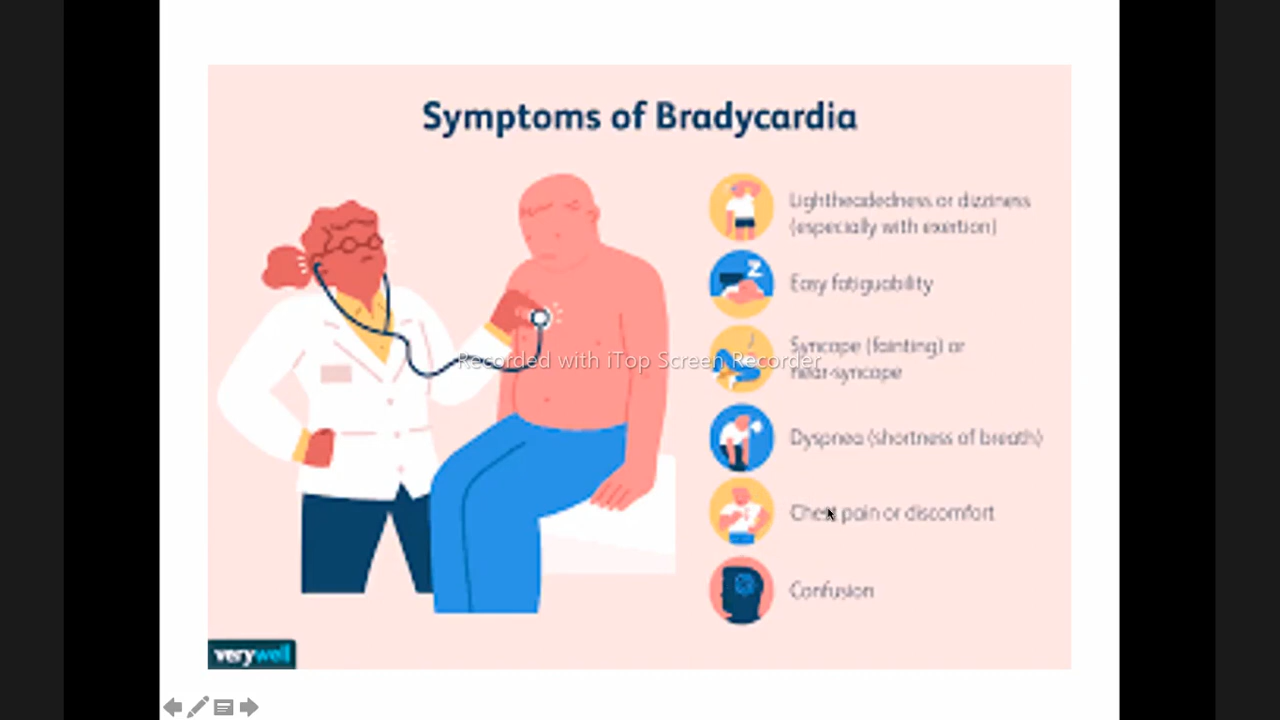 Symptoms of Bradycardia
Lightheadedness or dizziness
(especially with exertion)
Easy fatiguability
Syncope (fainting) or
near-syncope
Recorded with iTop Screen Recorder
Dyspnea (shortness of breath)
Chest pain or discomfort
Confusion
verywell
Z